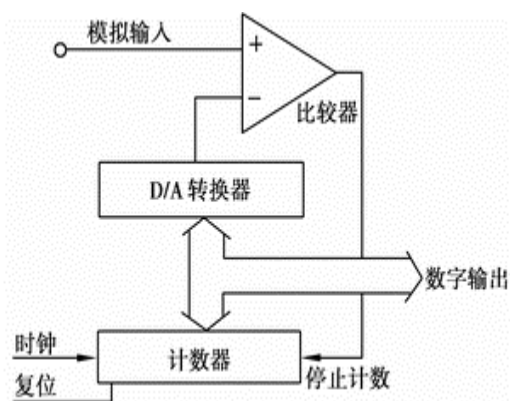 模拟输入
+
−
比较器
D/A 转换器
数字输出
时钟
计数器
停止计数
复位